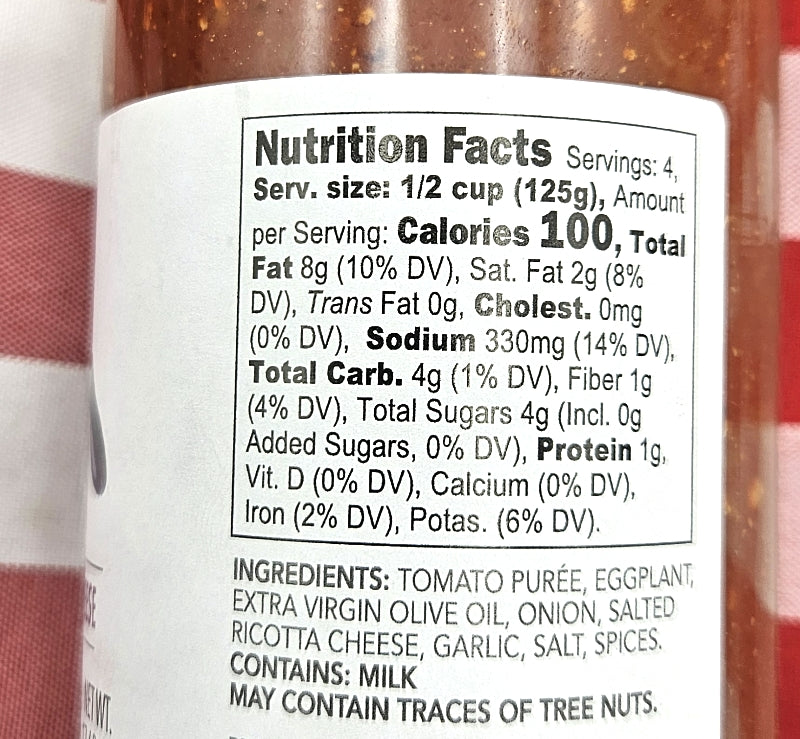 Nutrition Facts Servings: 4,
Serv. size: 1/2 cup (125g), Amount
per Serving: Calories 100, Total
Fat 8g (10% DV), Sat. Fat 2g (8%
DV), Trans Fat 0g, Cholest. 0mg
(0% DV), Sodium 330mg (14% DV),
Total Carb. 4g (1% DV), Fiber 1g
(4% DV), Total Sugars 4g (Incl. 0g
Added Sugars, 0% DV), Protein 1g,
Vit. D (0% DV), Calcium (0% DV),
Iron (2% DV), Potas. (6% DV).
INGREDIENTS: TOMATO PURÉE, EGGPLANT,
EXTRA VIRGIN OLIVE OIL, ONION, SALTED
RICOTTA CHEESE, GARLIC, SALT, SPICES.
CONTAINS: MILK
MAY CONTAIN TRACES OF TREE NUTS.
NET WT.